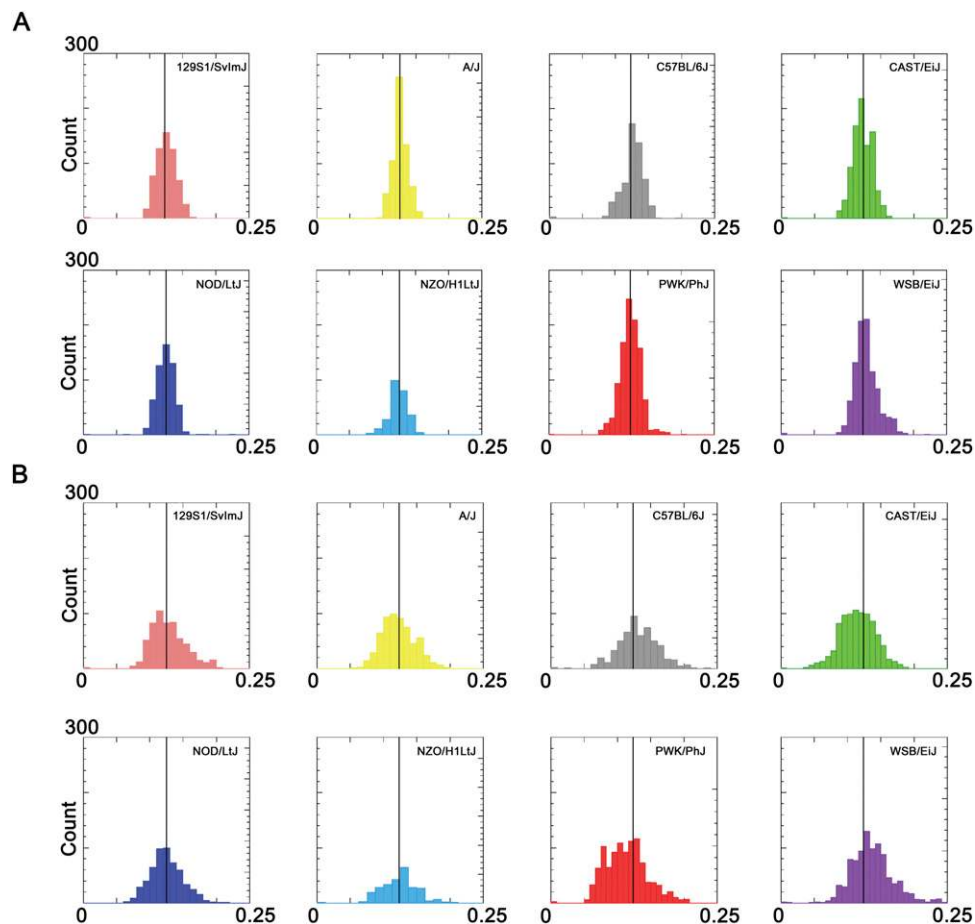 A
300
129S1/SvImJ
A/J
C57BL/6J
CAST/EiJ
Count
0 0.25
0 0.25
0 0.25
0 0.25
300
NOD/LtJ
NZO/H1LtJ
PWK/PhJ
WSB/EiJ
Count
0 0.25
0 0.25
0 0.25
0 0.25
B
300
129S1/SvImJ
A/J
C57BL/6J
CAST/EiJ
Count
0 0.25
0 0.25
0 0.25
0 0.25
300
NOD/LtJ
NZO/H1LtJ
PWK/PhJ
WSB/EiJ
Count
0 0.25
0 0.25
0 0.25
0 0.25